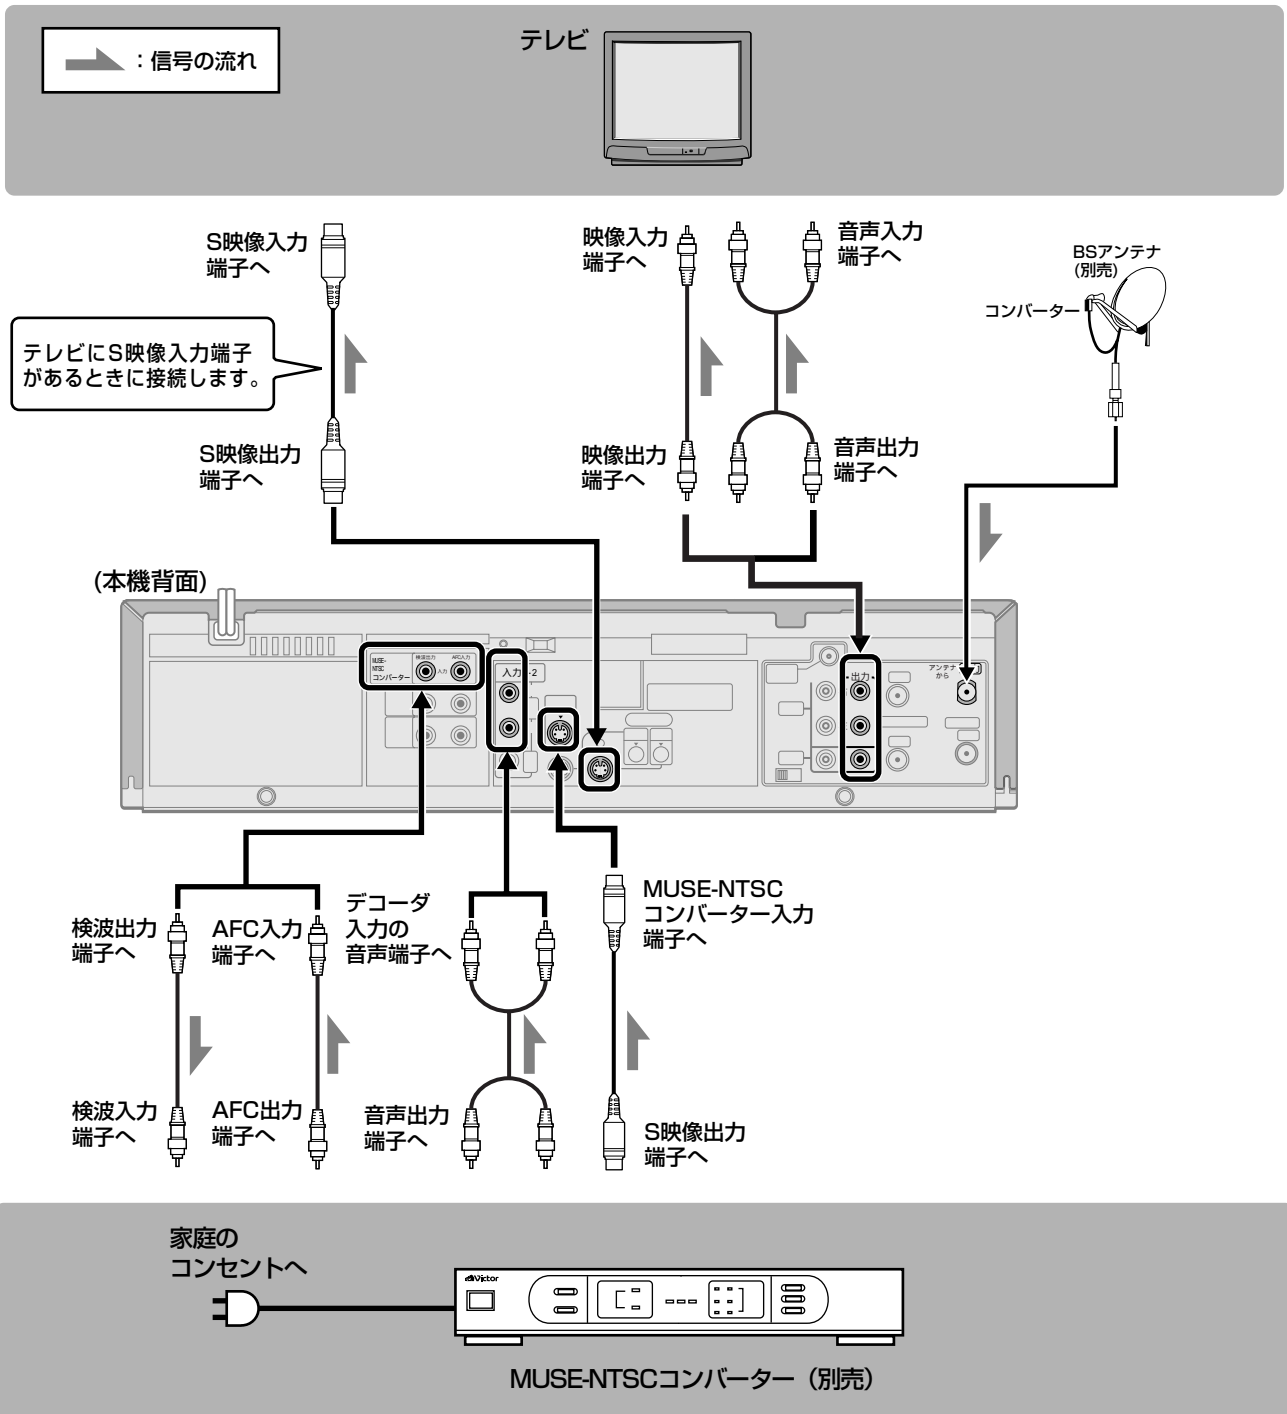 ：信号の流れ
テレビ
S映像入力
端子へ
映像入力
端子へ
音声入力
端子へ
BSアンテナ
(別売)
コンバーター
テレビにS映像入力端子
があるときに接続します。
S映像出力
端子へ
映像出力
端子へ
音声出力
端子へ
(本機背面)
MUSE-
NTSC
コンバーター
検波出力
AFC入力
入力
入力-2
出力
アンテナ
から
検波出力
端子へ
AFC入力
端子へ
デコーダ
入力の
音声端子へ
MUSE-NTSC
コンバーター入力
端子へ
検波入力
端子へ
AFC出力
端子へ
音声出力
端子へ
S映像出力
端子へ
家庭の
コンセントへ
Victor
MUSE-NTSCコンバーター（別売）